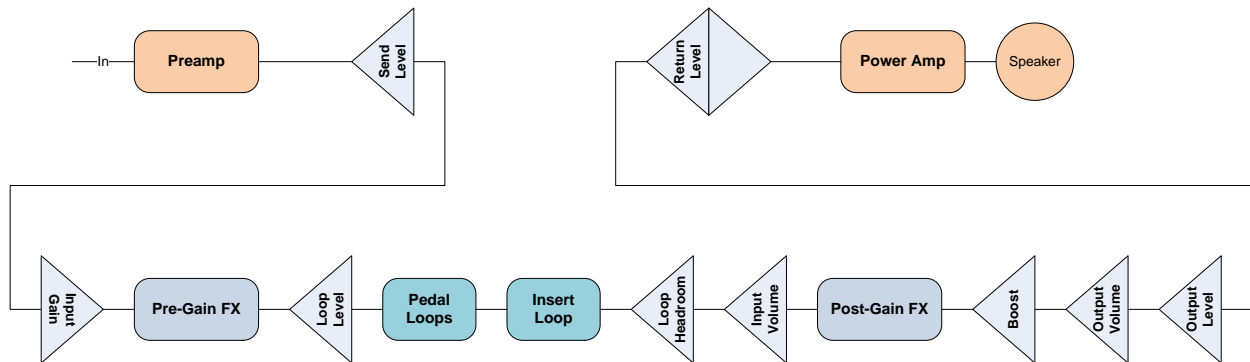 In
Preamp
Send
Level
Return
Level
Power Amp
Speaker
Input
Gain
Pre-Gain FX
Loop
Level
Pedal
Loops
Insert
Loop
Loop
Headroom
Input
Volume
Post-Gain FX
Boost
Output
Volume
Output
Level